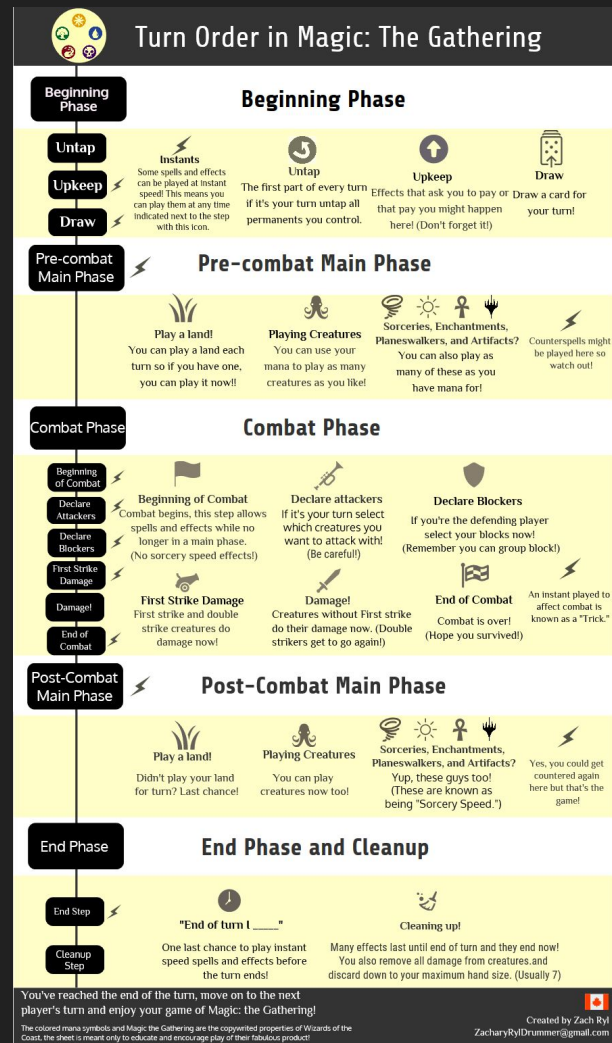 Turn Order in Magic: The Gathering
Beginning
Phase
Beginning Phase
Untap
Upkeep
Draw
Instants
Some spells and effects
can be played at instant
speed! This means you
can play them at any time
indicated next to the step
with this icon.
Untap
The first part of every turn
if it's your turn untap all
permanents you control.
Upkeep
Effects that ask you to pay or
that pay you might happen
here! (Don't forget it!)
Draw
Draw a card for
your turn!
Pre-combat
Main Phase
Pre-combat Main Phase
Play a land!
You can play a land each
turn so if you have one,
you can play it now!!
Playing Creatures
You can use your
mana to play as many
creatures as you like!
Sorceries, Enchantments,
Planeswalkers, and Artifacts?
You can also play as
many of these as you
have mana for!
Counterspells might
be played here so
watch out!
Combat Phase
Combat Phase
Beginning
of Combat
Declare
Attackers
Declare
Blockers
First Strike
Damage
Damage!
End of
Combat
Beginning of Combat
Combat begins, this step allows
spells and effects while no
longer in a main phase.
(No sorcery speed effects!)
Declare attackers
If it's your turn select
which creatures you
want to attack with!
(Be careful!)
Declare Blockers
If you're the defending player
select your blocks now!
(Remember you can group block!)
First Strike Damage
First strike and double
strike creatures do
damage now!
Damage!
Creatures without First strike
do their damage now. (Double
strikers get to go again!)
End of Combat
Combat is over!
(Hope you survived!)
An instant played to
affect combat is
known as a "Trick."
Post-Combat
Main Phase
Post-Combat Main Phase
Play a land!
Didn't play your land
for turn? Last chance!
Playing Creatures
You can play
creatures now too!
Sorceries, Enchantments,
Planeswalkers, and Artifacts?
Yup, these guys too!
(These are known as
being "Sorcery Speed.")
Yes, you could get
countered again
here but that's the
game!
End Phase
End Phase and Cleanup
End Step
Cleanup
Step
"End of turn I _____"
One last chance to play instant
speed spells and effects before
the turn ends!
Cleaning up!
Many effects last until end of turn and they end now!
You also remove all damage from creatures.and
discard down to your maximum hand size. (Usually 7)
You've reached the end of the turn, move on to the next
player's turn and enjoy your game of Magic: the Gathering!
The colored mana symbols and Magic the Gathering are the copywrited properties of Wizards of the
Coast, the sheet is meant only to educate and encourage play of their fabulous product!
Created by Zach Ryl
ZacharyRylDrummer@gmail.com